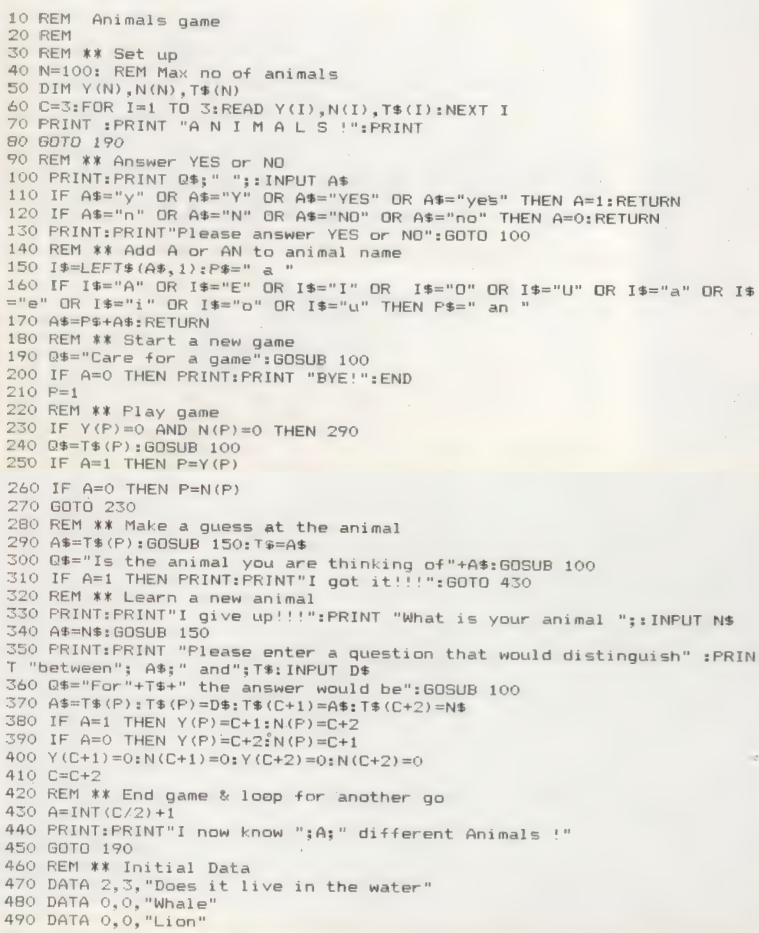 10 REM  Animals game
20 REM
30 REM ** Set up
40 N=100: REM Max no of animals
50 DIM Y(N),N(N),T$(N)
60 C=3:FOR I=1 TO 3:READ Y(I),N(I),T$(I):NEXT I
70 PRINT :PRINT "A N I M A L S !":PRINT
80 GOTO 190
90 REM ** Answer YES or NO
100 PRINT:PRINT Q$;" ";:INPUT A$
110 IF A$="y" OR A$="Y" OR A$="YES" OR A$="yes" THEN A=1:RETURN
120 IF A$="n" OR A$="N" OR A$="NO" OR A$="no" THEN A=0:RETURN
130 PRINT:PRINT"Please answer YES or NO":GOTO 100
140 REM ** Add A or AN to animal name
150 I$=LEFT$(A$,1):P$=" a "
160 IF I$="A" OR I$="E" OR I$="I" OR  I$="O" OR I$="U" OR I$="a" OR I$
="e" OR I$="i" OR I$="o" OR I$="u" THEN P$=" an "
170 A$=P$+A$:RETURN
180 REM ** Start a new game
190 Q$="Care for a game":GOSUB 100
200 IF A=0 THEN PRINT:PRINT "BYE!":END
210 P=1
220 REM ** Play game
230 IF Y(P)=0 AND N(P)=0 THEN 290
240 Q$=T$(P):GOSUB 100
250 IF A=1 THEN P=Y(P)
260 IF A=0 THEN P=N(P)
270 GOTO 230
280 REM ** Make a guess at the animal
290 A$=T$(P):GOSUB 150:T$=A$
300 Q$="Is the animal you are thinking of"+A$:GOSUB 100
310 IF A=1 THEN PRINT:PRINT"I got it!!!":GOTO 430
320 REM ** Learn a new animal
330 PRINT:PRINT"I give up!!!":PRINT "What is your animal ";:INPUT N$
340 A$=N$:GOSUB 150
350 PRINT:PRINT "Please enter a question that would distinguish" :PRIN
T "between"; A$;" and";T$:INPUT D$
360 Q$="For"+T$+" the answer would be":GOSUB 100
370 A$=T$(P):T$(P)=D$:T$(C+1)=A$:T$(C+2)=N$
380 IF A=1 THEN Y(P)=C+1:N(P)=C+2
390 IF A=0 THEN Y(P)=C+2:N(P)=C+1
400 Y(C+1)=0:N(C+1)=0:Y(C+2)=0:N(C+2)=0
410 C=C+2
420 REM ** End game & loop for another go
430 A=INT(C/2)+1
440 PRINT:PRINT"I now know ";A;" different Animals !"
450 GOTO 190
460 REM ** Initial Data
470 DATA 2,3,"Does it live in the water"
480 DATA 0,0,"Whale"
490 DATA 0,0,"Lion"